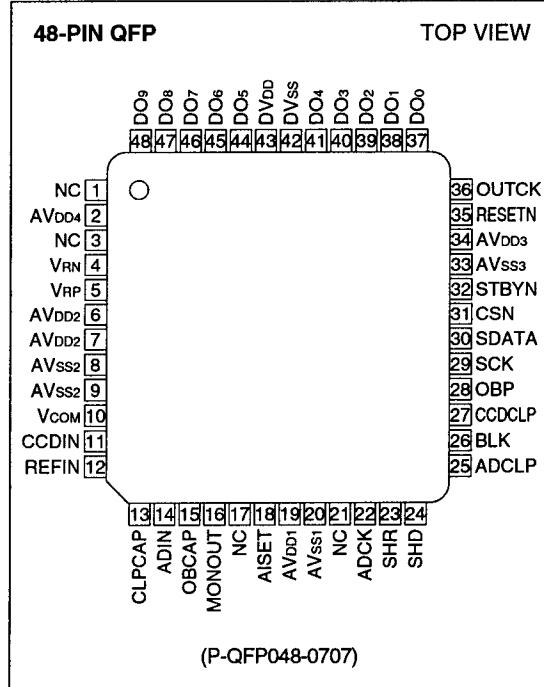 48-PIN QFP
TOP VIEW
DO9 DO8 DO7 DO6 DO5 DVDD DVSS DO4 DO3 DO2 DO1 DO0
48 47 46 45 44 43 42 41 40 39 38 37
NC 1
AVDD4 2
NC 3
VRN 4
VRP 5
AVDD2 6
AVDD2 7
AVSS2 8
AVSS2 9
VCOM 10
CCDIN 11
REFIN 12
36 OUTCK
35 RESETN
34 AVDD3
33 AVSS3
32 STBYN
31 CSN
30 SDATA
29 SCK
28 OBP
27 CCDCLP
26 BLK
25 ADCLP
13 14 15 16 17 18 19 20 21 22 23 24
CLPCAP ADIN OBCAP MONOUT NC AISET AVDD1 AVSS1 NC ADCK SHR SHD
(P-QFP048-0707)